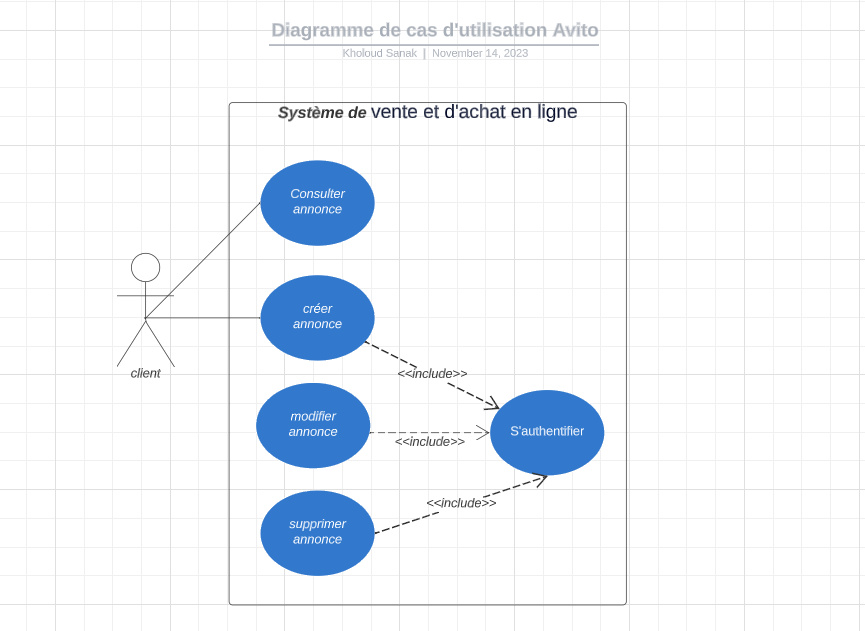 Diagramme de cas d'utilisation Avito
Kholoud Sanak | November 14, 2023
Système de vente et d'achat en ligne
Consulter
annonce
créer
annonce
client
<<include>>
modifier
annonce
S'authentifier
<<include>>
<<include>>
supprimer
annonce